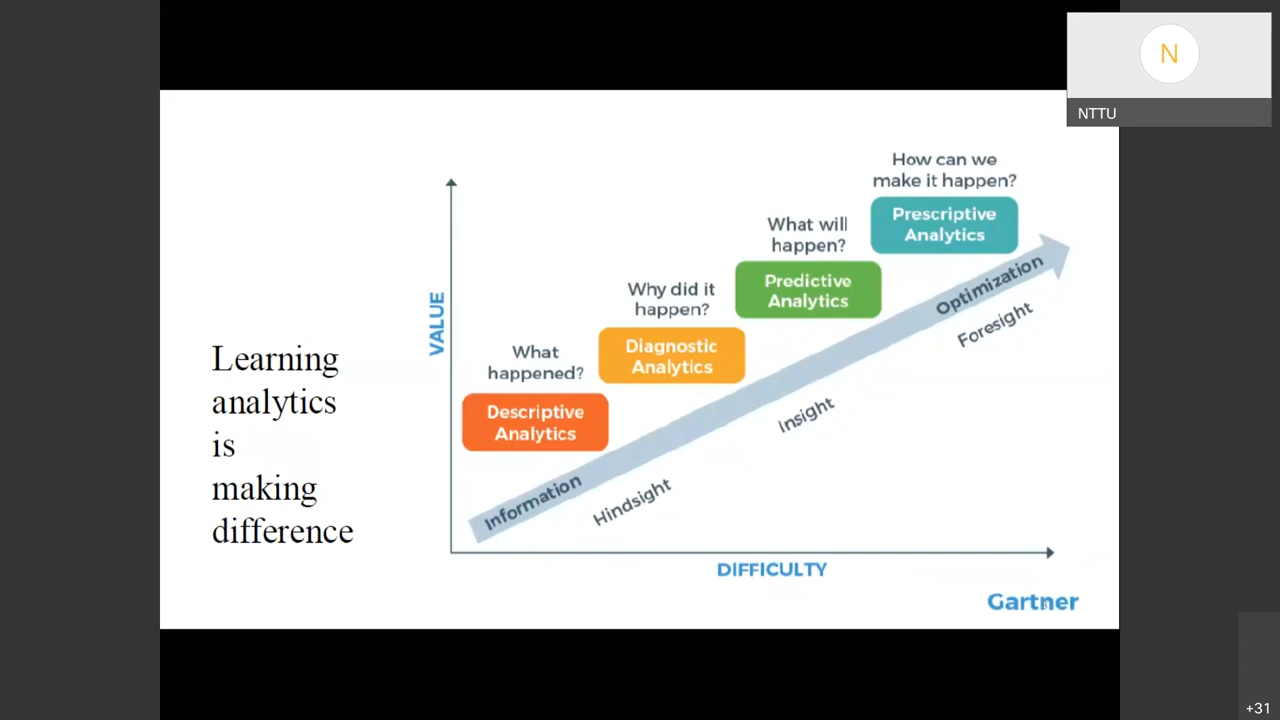 N
NTTU
How can we
make it happen?
Prescriptive
Analytics
What will
happen?
Predictive
Analytics
Why did it
happen?
Diagnostic
Analytics
What
happened?
Descriptive
Analytics
VALUE
Information
Hindsight
Insight
Optimization
Foresight
DIFFICULTY
Gartner
Learning
analytics
is
making
difference
+31